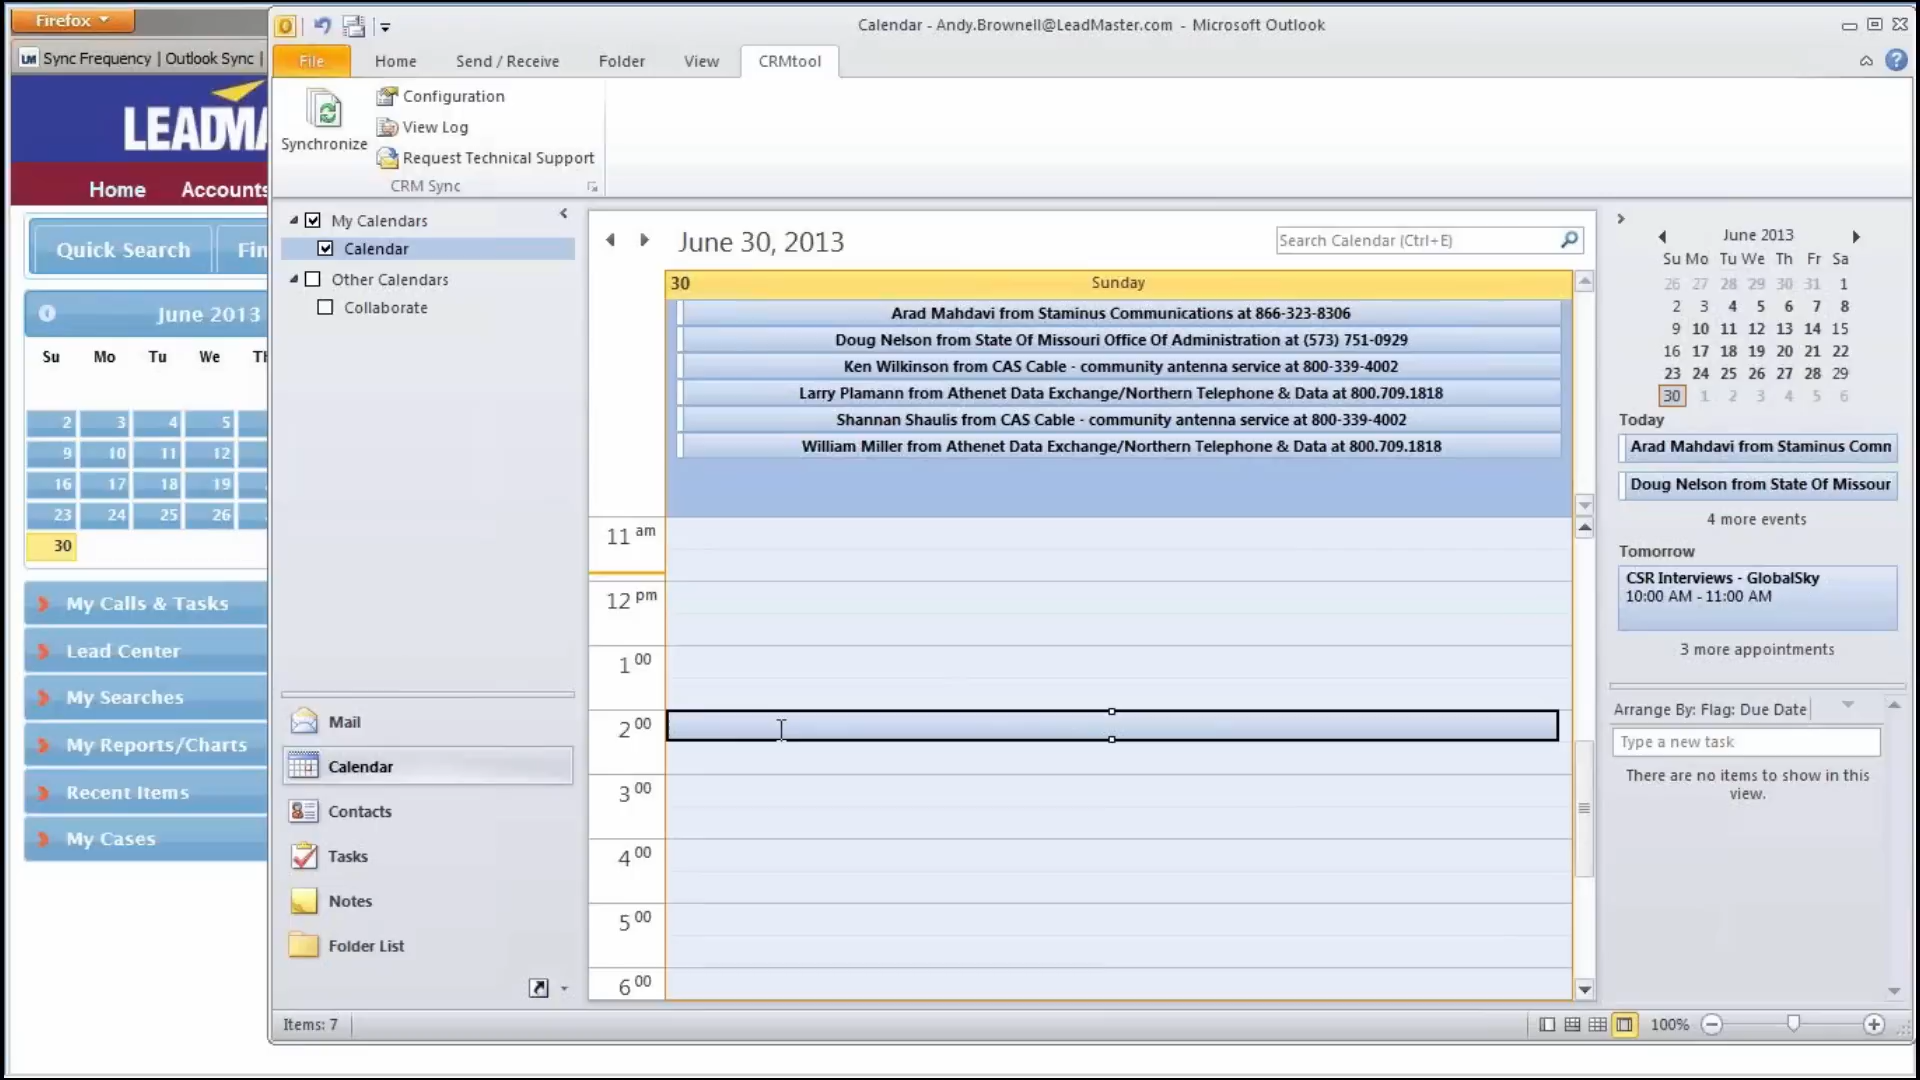 Firefox
Sync Frequency | Outlook Sync |
LEADMA
Home Accounts
Quick Search Fin
June 2013
Su Mo Tu We Th
2 3 4 5
9 10 11 12
16 17 18 19
23 24 25 26
30
My Calls & Tasks
Lead Center
My Searches
My Reports/Charts
Recent Items
My Cases
Calendar - Andy.Brownell@LeadMaster.com - Microsoft Outlook
File Home Send / Receive Folder View CRMtool
Synchronize
Configuration
View Log
Request Technical Support
CRM Sync
My Calendars
Calendar
Other Calendars
Collaborate
Mail
Calendar
Contacts
Tasks
Notes
Folder List
June 30, 2013
Search Calendar (Ctrl+E)
30 Sunday
Arad Mahdavi from Staminus Communications at 866-323-8306
Doug Nelson from State Of Missouri Office Of Administration at (573) 751-0929
Ken Wilkinson from CAS Cable - community antenna service at 800-339-4002
Larry Plamann from Athenet Data Exchange/Northern Telephone & Data at 800.709.1818
Shannan Shaulis from CAS Cable - community antenna service at 800-339-4002
William Miller from Athenet Data Exchange/Northern Telephone & Data at 800.709.1818
11 am
12 pm
1 00
2 00
3 00
4 00
5 00
6 00
June 2013
Su Mo Tu We Th Fr Sa
26 27 28 29 30 31 1
2 3 4 5 6 7 8
9 10 11 12 13 14 15
16 17 18 19 20 21 22
23 24 25 26 27 28 29
30 1 2 3 4 5 6
Today
Arad Mahdavi from Staminus Comn
Doug Nelson from State Of Missour
4 more events
Tomorrow
CSR Interviews - GlobalSky
10:00 AM - 11:00 AM
3 more appointments
Arrange By: Flag: Due Date
Type a new task
There are no items to show in this
view.
Items: 7
100%